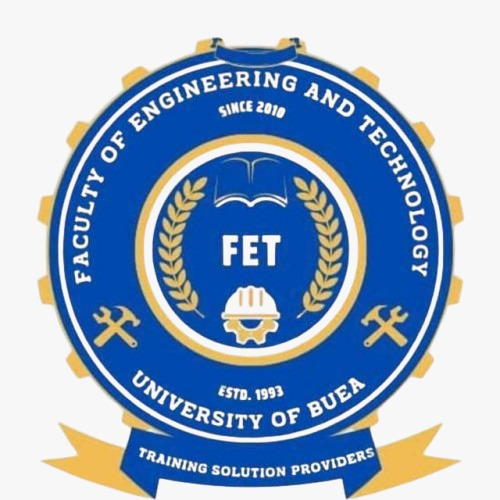 FACULTY OF ENGINEERING AND TECHNOLOGY
SINCE 2010
FET
ESTD. 1993
UNIVERSITY OF BUEA
TRAINING SOLUTION PROVIDERS